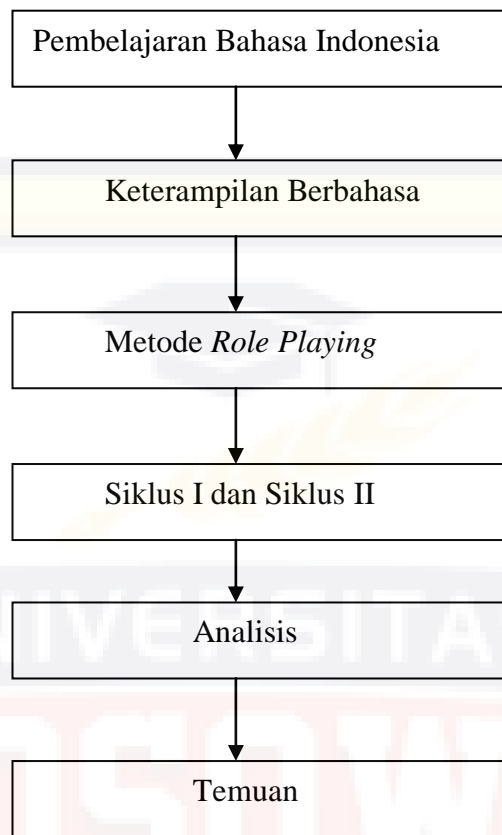 Pembelajaran Bahasa Indonesia
Keterampilan Berbahasa
Metode Role Playing
Siklus I dan Siklus II
Analisis
Temuan